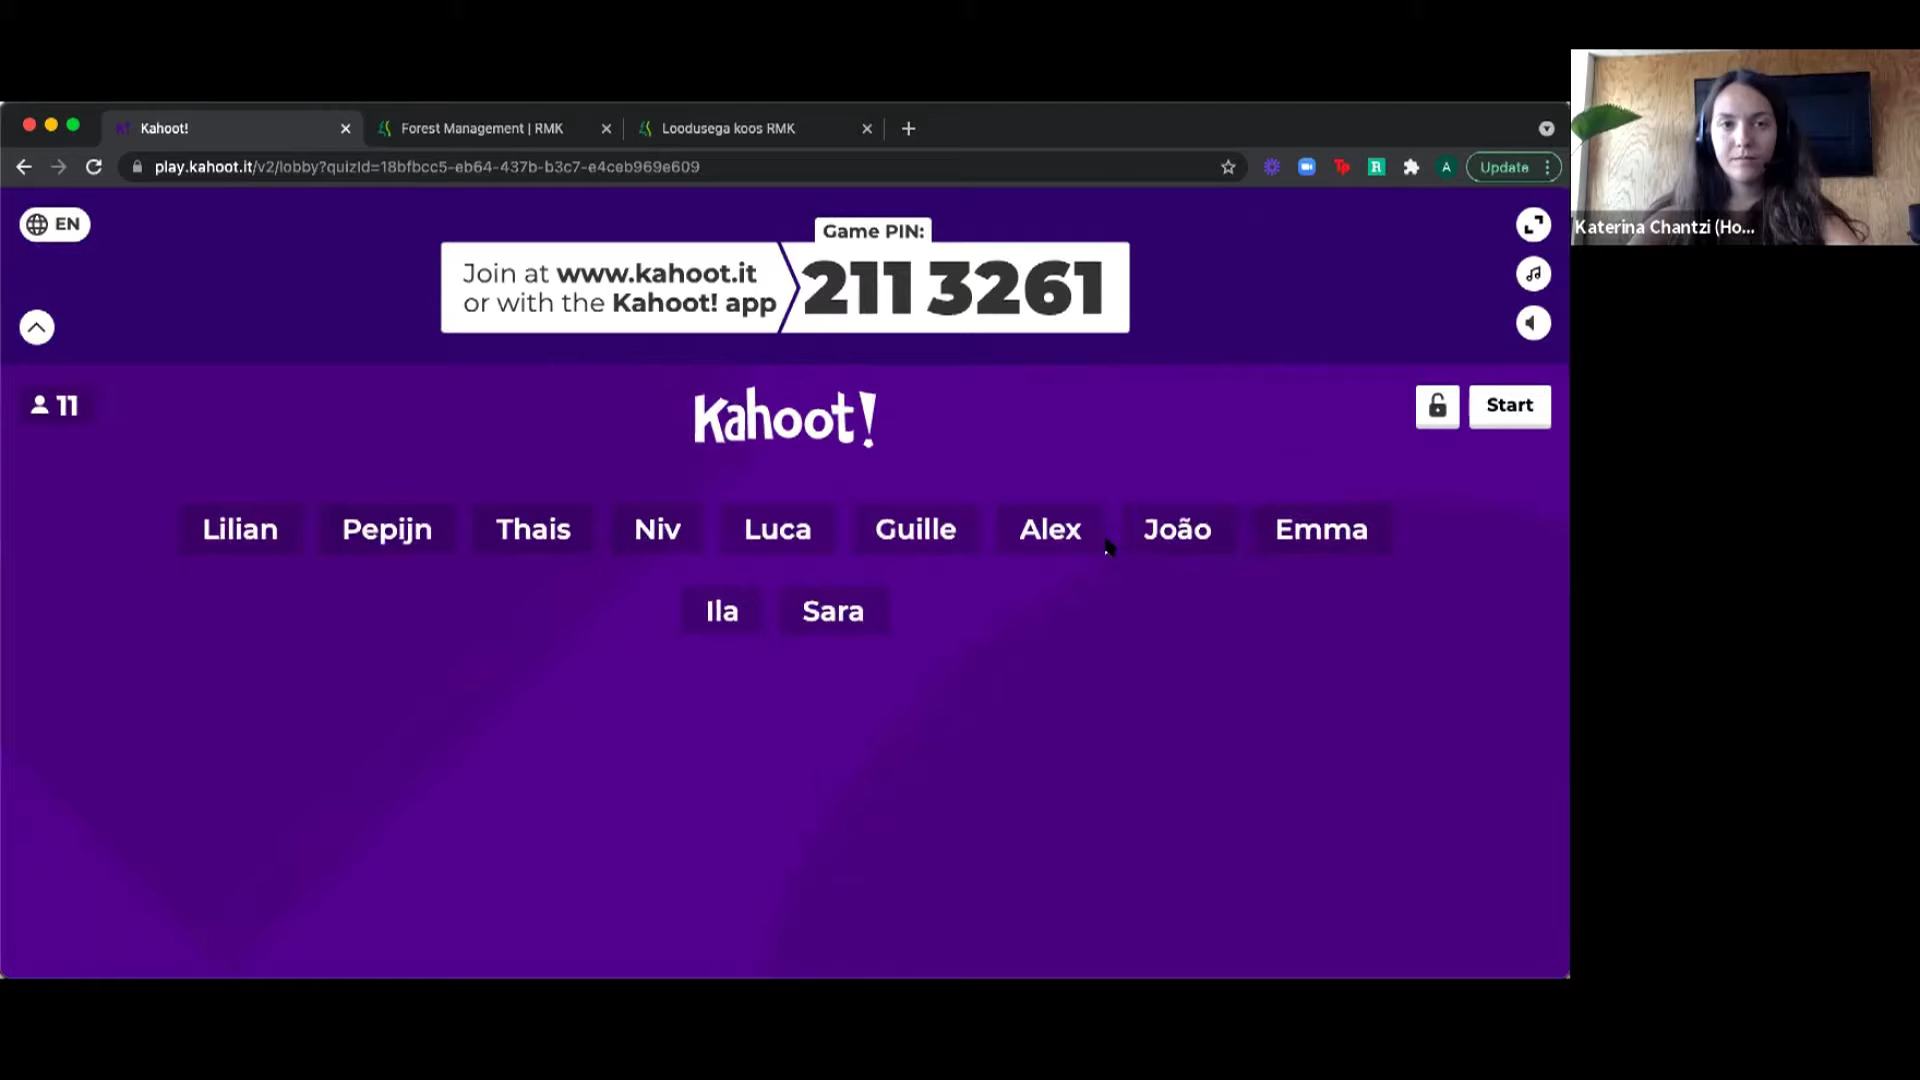 Kahoot!
Forest Management | RMK
Loodusega koos RMK
play.kahoot.it/v2/lobby?quizId=18bfbcc5-eb64-437b-b3c7-e4ceb969e609
Tp
R
A
Update
Katerina Chantzi (Ho...
EN
Game PIN:
Join at www.kahoot.it
or with the Kahoot! app
211 3261
11
Kahoot!
Start
Lilian Pepijn Thais Niv Luca Guille Alex João Emma
Ila Sara